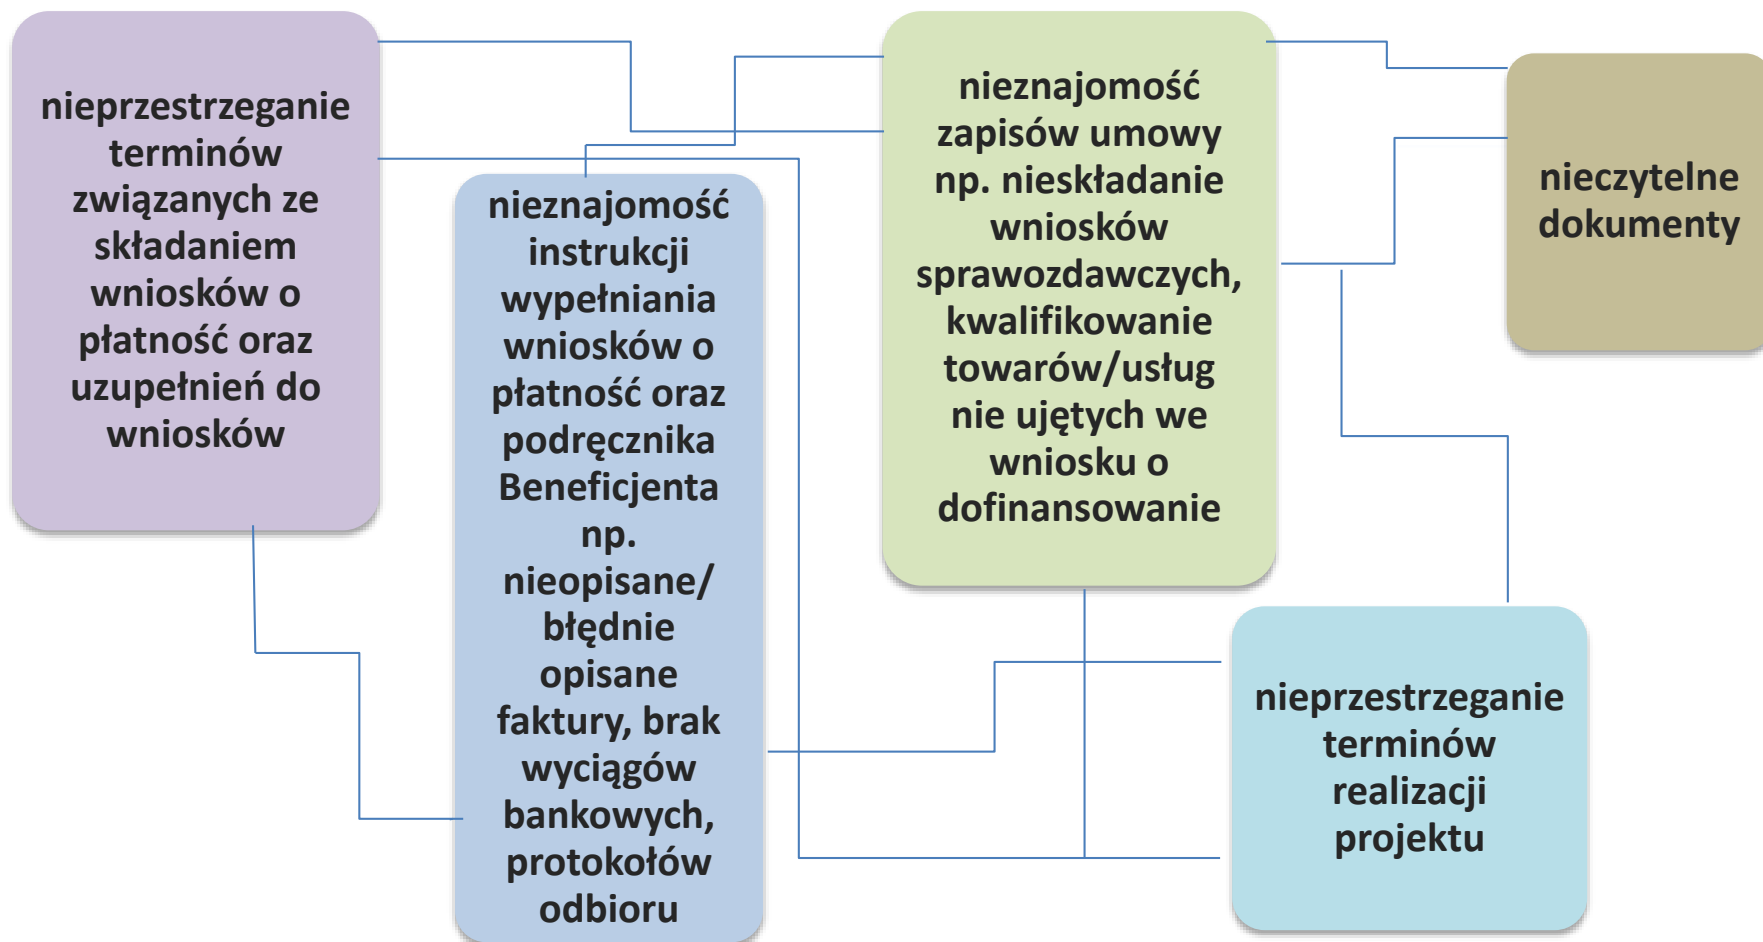 nieprzestrzeganie
terminów
związanych ze
składaniem
wniosków o
płatność oraz
uzupełnień do
wniosków
nieznajomość
instrukcji
wypełniania
wniosków o
płatność oraz
podręcznika
Beneficjenta
np.
nieopisane/
błędnie
opisane
faktury, brak
wyciągów
bankowych,
protokołów
odbioru
nieznajomość
zapisów umowy
np. nieskładanie
wniosków
sprawozdawczych,
kwalifikowanie
towarów/usług
nie ujętych we
wniosku o
dofinansowanie
nieczytelne
dokumenty
nieprzestrzeganie
terminów
realizacji
projektu